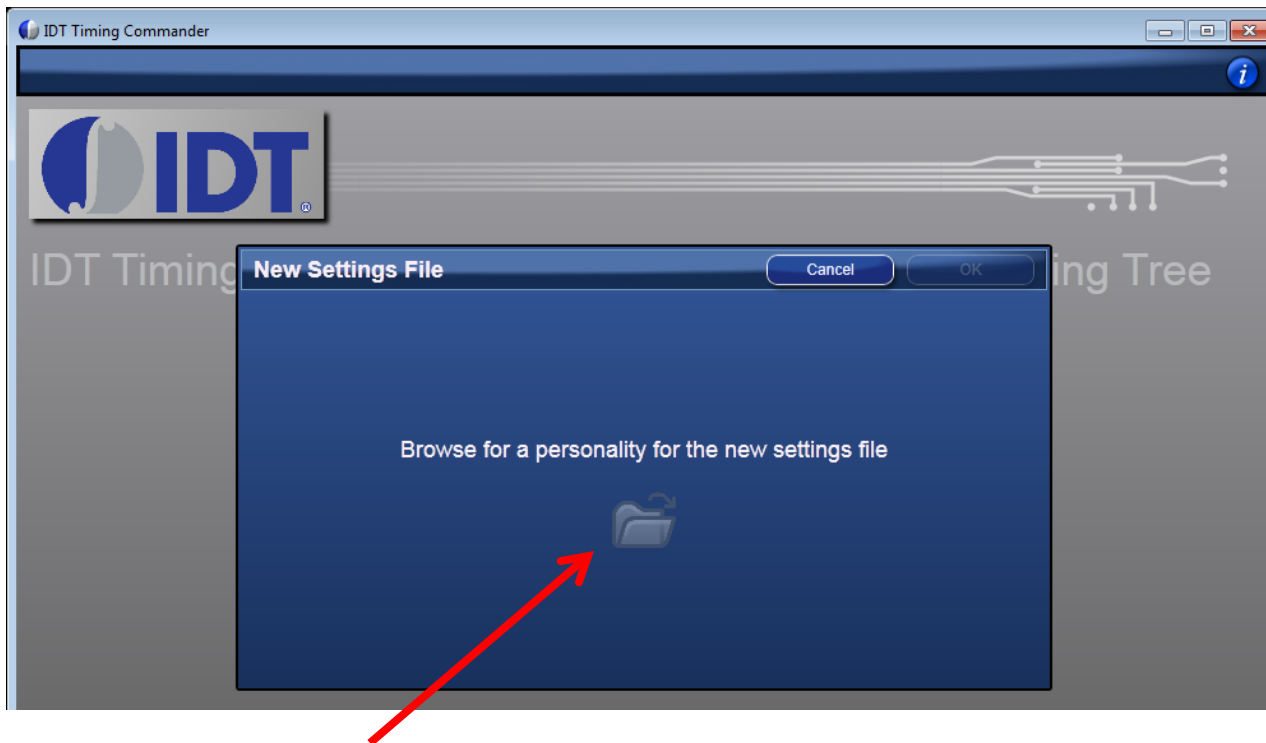 IDT Timing Commander
i
IDT®
IDT Timing
ing Tree
New Settings File
Cancel
OK
Browse for a personality for the new settings file